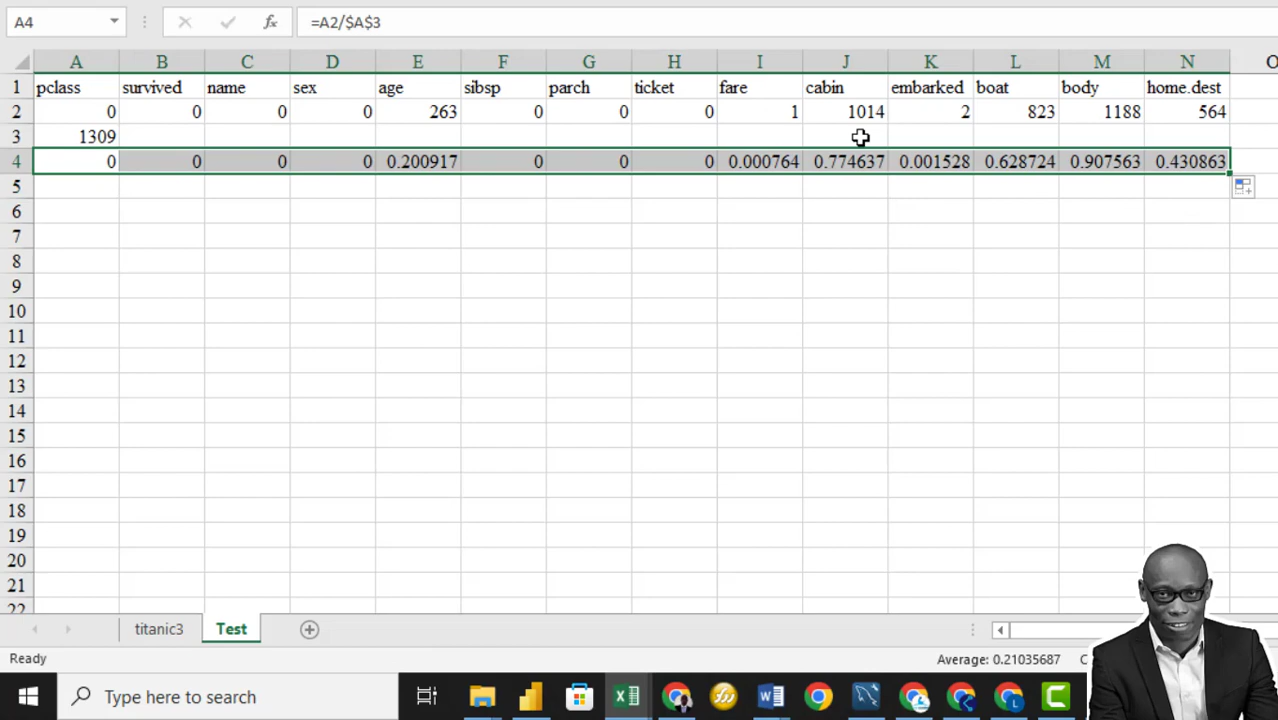 A4 fx =A2/$A$3
A B C D E F G H I J K L M N O
1 pclass survived name sex age sibsp parch ticket fare cabin embarked boat body home.dest
2 0 0 0 0 263 0 0 0 1 1014 2 823 1188 564
3 1309
4 0 0 0 0 0.200917 0 0 0 0.000764 0.774637 0.001528 0.628724 0.907563 0.430863
5
6
7
8
9
10
11
12
13
14
15
16
17
18
19
20
21
22
titanic3 Test
Ready Average: 0.21035687
Type here to search